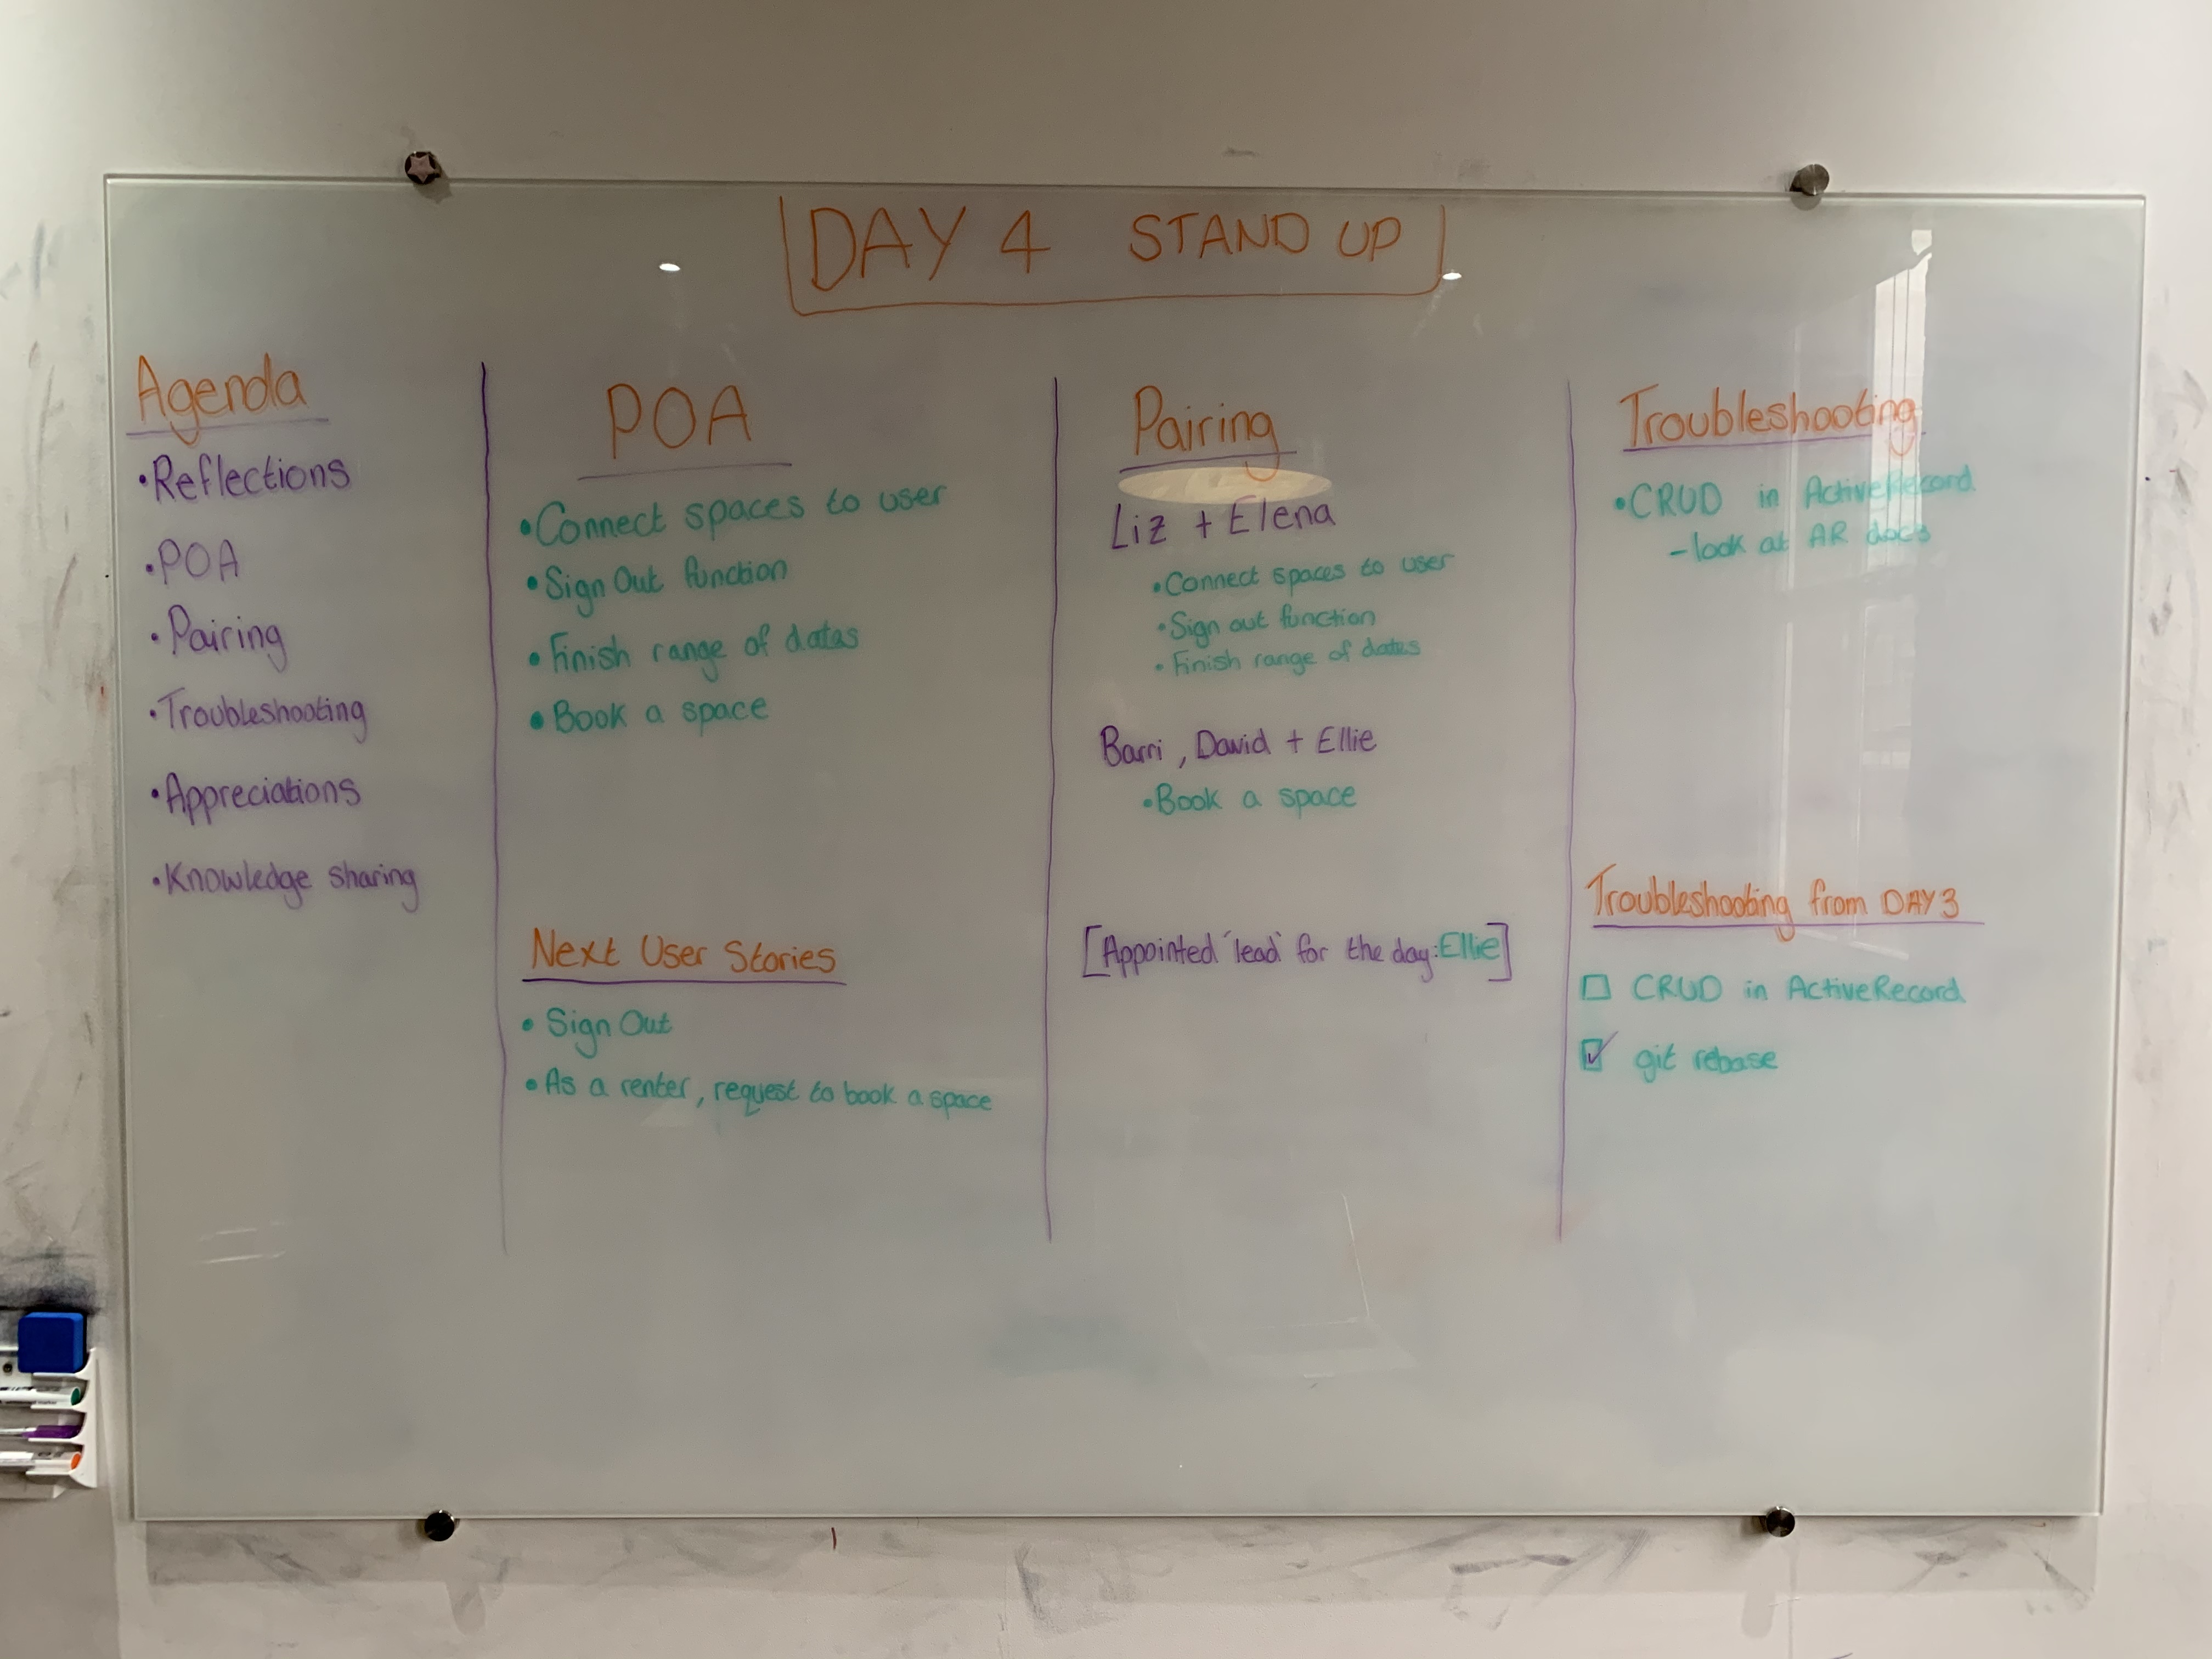 DAY 4 STAND UP
Agenda
•Reflections
•POA
•Pairing
•Troubleshooting
•Appreciations
•Knowledge sharing
POA
•Connect spaces to user
•Sign Out function
•Finish range of datas
•Book a space
Next User Stories
•Sign Out
•As a renter, request to book a space
Pairing
Liz + Elena
•Connect spaces to user
•Sign out function
•Finish range of dates
Barri, David + Ellie
•Book a space
[Appointed 'lead' for the day: Ellie]
Troubleshooting
•CRUD in ActiveRecord
-look at AR docs
Troubleshooting from DAY 3
☐ CRUD in ActiveRecord
☑ git rebase